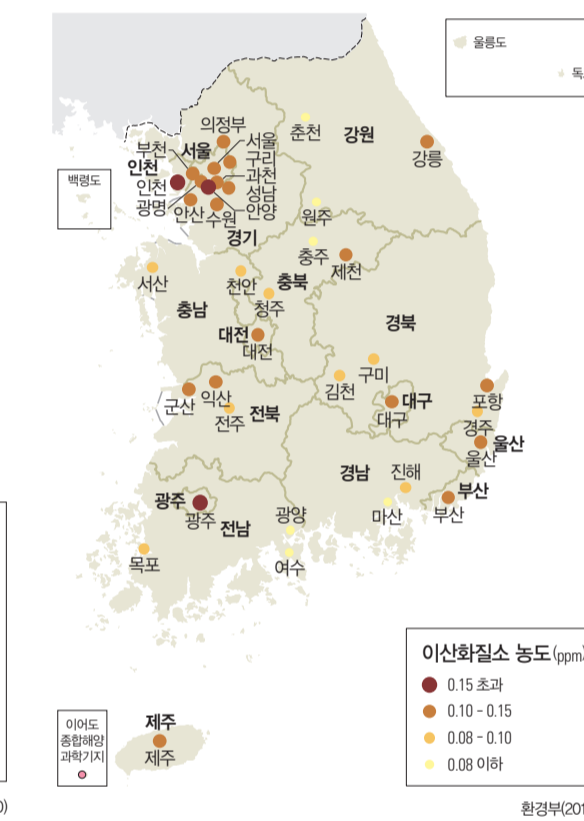 울릉도
독
의정부
부천
서울
서울
구리
인천
과천
인천
성남
광명
안산
수원
안양
경기
백령도
춘천
강원
강릉
원주
충주
제천
서산
천안
충북
청주
충남
대전
대전
경북
김천
구미
대구
대구
포항
경주
울산
울산
군산
익산
전주
전북
경남
진해
마산
부산
부산
광주
광주
전남
광양
여수
목포
이어도
종합해양
과학기지
제주
제주
이산화질소 농도(ppm)
0.15 초과
0.10 - 0.15
0.08 - 0.10
0.08 이하
0)
환경부(201